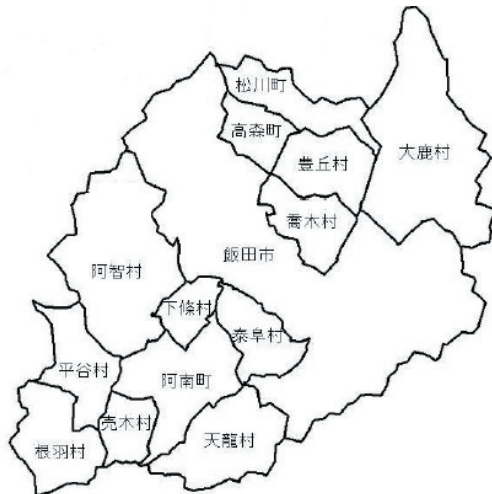 松川町
高森町
豊丘村
大鹿村
喬木村
飯田市
阿智村
下條村
泰阜村
平谷村
阿南町
売木村
天龍村
根羽村